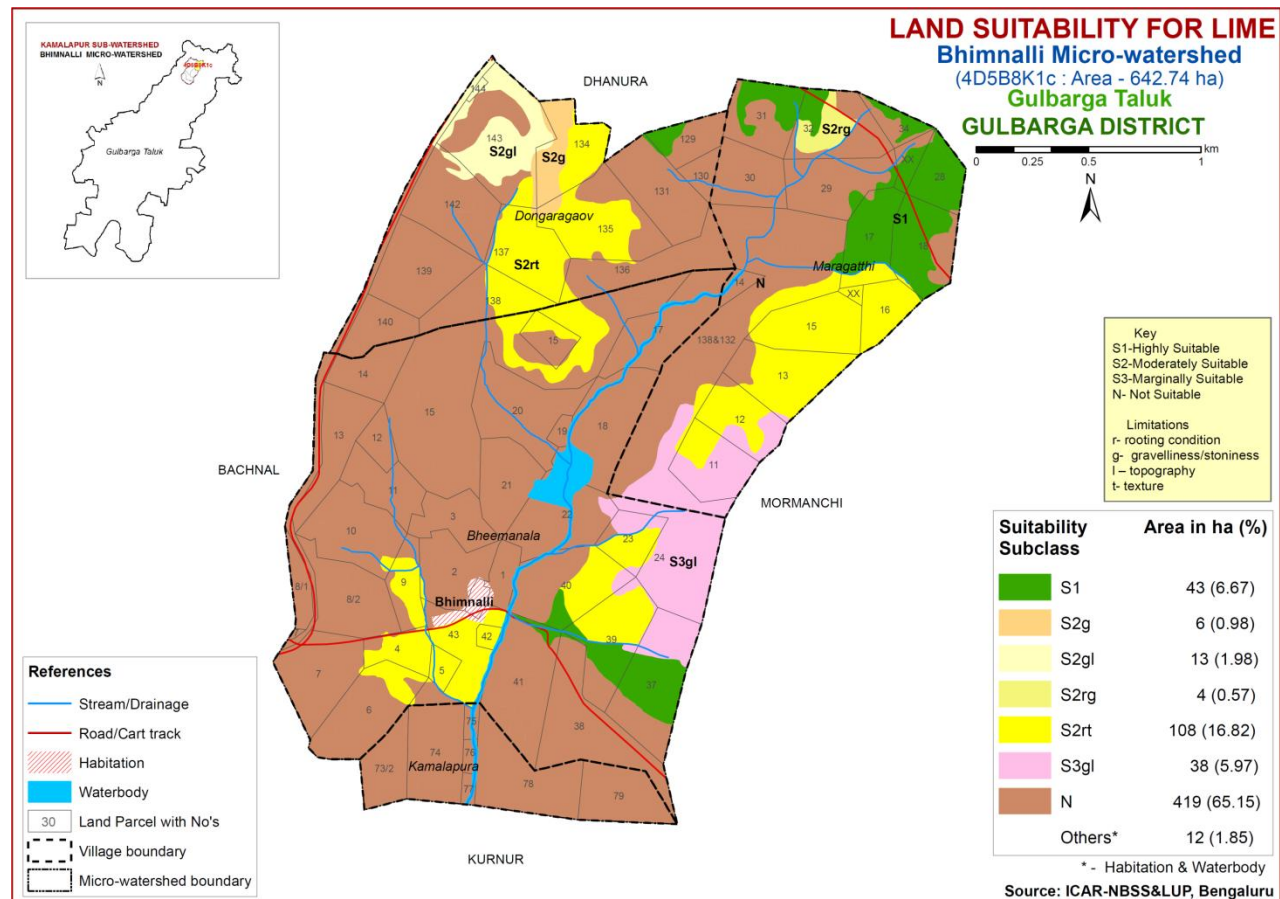 LAND SUITABILITY FOR LIME
Bhimnalli Micro-watershed
(4D5B8K1c : Area - 642.74 ha)
Gulbarga Taluk
GULBARGA DISTRICT
0 0.25 0.5 1 km
N
KAMALAPUR SUB-WATERSHED
BHIMNALLI MICRO-WATERSHED
N
4D5B8K1c
Gulbarga Taluk
DHANURA
144
143
S2gl
S2g
134
129
31
32
S2rg
34
XX
28
131
130
30
29
142
Dongaragaov
135
S1
17
18
137
S2rt
136
Maragatthi
139
138
14
N
XX
16
140
15
17
138&132
15
14
13
15
20
19
18
12
13
12
11
BACHNAL
11
21
MORMANCHI
10
3
22
Bheemanala
23
24
S3gl
9
2
1
40
8/1
8/2
Bhimnalli
43
42
39
4
5
7
41
37
6
38
75
74
76
Kamalapura
73/2
77
78
79
KURNUR
Key
S1-Highly Suitable
S2-Moderately Suitable
S3-Marginally Suitable
N- Not Suitable
Limitations
r- rooting condition
g- gravelliness/stoniness
l – topography
t- texture
Suitability Subclass Area in ha (%)
S1 43 (6.67)
S2g 6 (0.98)
S2gl 13 (1.98)
S2rg 4 (0.57)
S2rt 108 (16.82)
S3gl 38 (5.97)
N 419 (65.15)
Others* 12 (1.85)
* - Habitation & Waterbody
Source: ICAR-NBSS&LUP, Bengaluru
References
Stream/Drainage
Road/Cart track
Habitation
Waterbody
30 Land Parcel with No's
Village boundary
Micro-watershed boundary